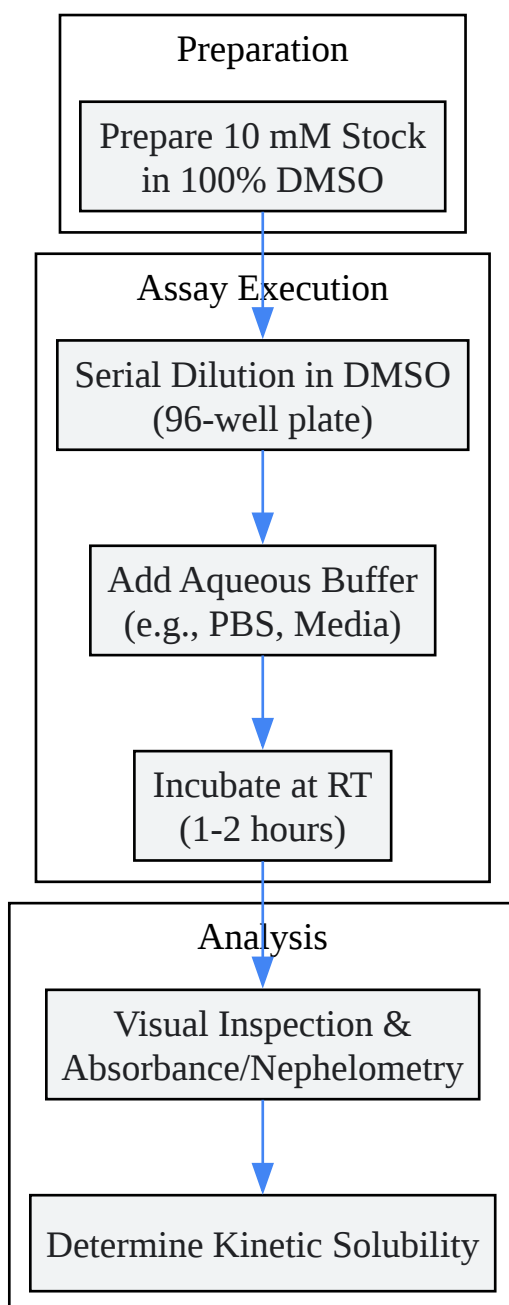 Preparation
Prepare 10 mM Stock
in 100% DMSO
Assay Execution
Serial Dilution in DMSO
(96-well plate)
Add Aqueous Buffer
(e.g., PBS, Media)
Incubate at RT
(1-2 hours)
Analysis
Visual Inspection &
Absorbance/Nephelometry
Determine Kinetic Solubility